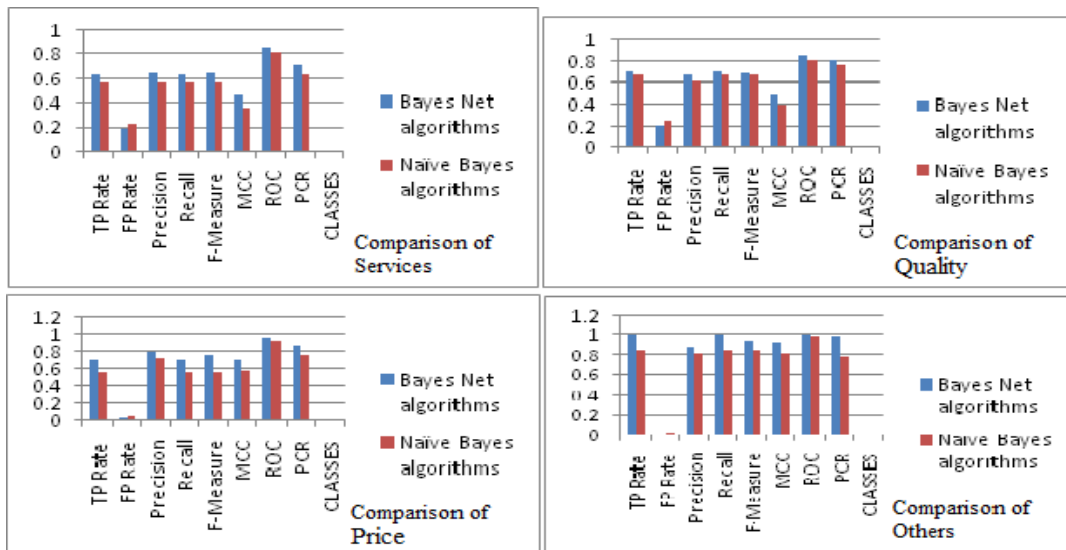 1
0.8
0.6
0.4
0.2
0
TP Rate
FP Rate
Precision
Recall
F-Measure
MCC
ROC
PCR
CLASSES
Bayes Net
algorithms
Naïve Bayes
algorithms
Comparison of
Services
1
0.8
0.6
0.4
0.2
0
TP Rate
FP Rate
Precision
Recall
F-Measure
MCC
ROC
PCR
CLASSES
Bayes Net
algorithms
Naïve Bayes
algorithms
Comparison of
Quality
1.2
1
0.8
0.6
0.4
0.2
0
TP Rate
FP Rate
Precision
Recall
F-Measure
MCC
ROC
PCR
CLASSES
Bayes Net
algorithms
Naïve Bayes
algorithms
Comparison of
Price
1.2
1
0.8
0.6
0.4
0.2
0
TP Rate
FP Rate
Precision
Recall
F-Measure
MCC
ROC
PCR
CLASSES
Bayes Net
algorithms
Naïve Bayes
algorithms
Comparison of
Others